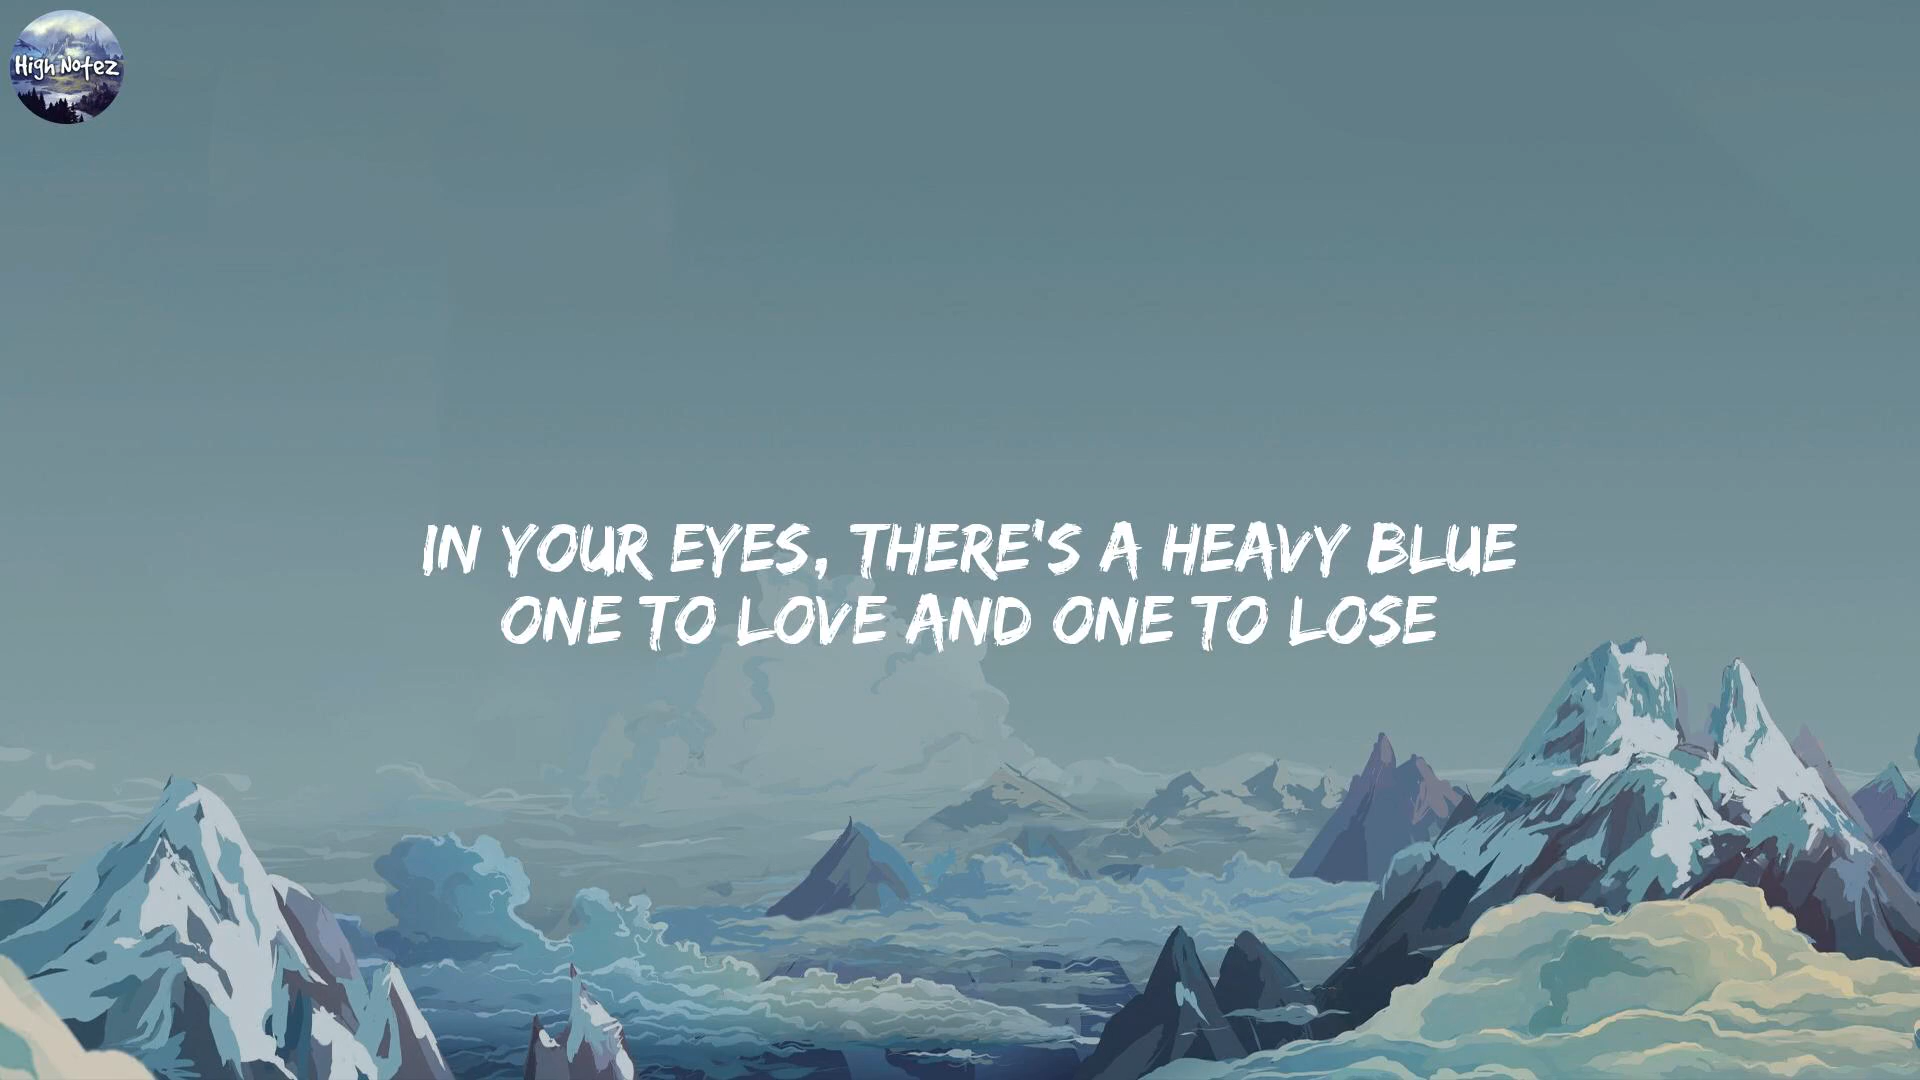 High Notez
IN YOUR EYES, THERE'S A HEAVY BLUE
ONE TO LOVE AND ONE TO LOSE